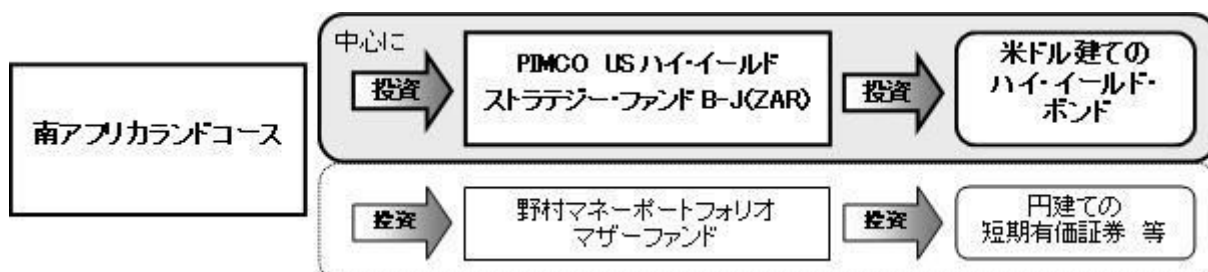 南アフリカランドコース
中心に
投資
PIMCO USハイ・イールド
ストラテジー・ファンド B-J(ZAR)
投資
米ドル建ての
ハイ・イールド・
ボンド
投資
野村マネーポートフォリオ
マザーファンド
投資
円建ての
短期有価証券 等